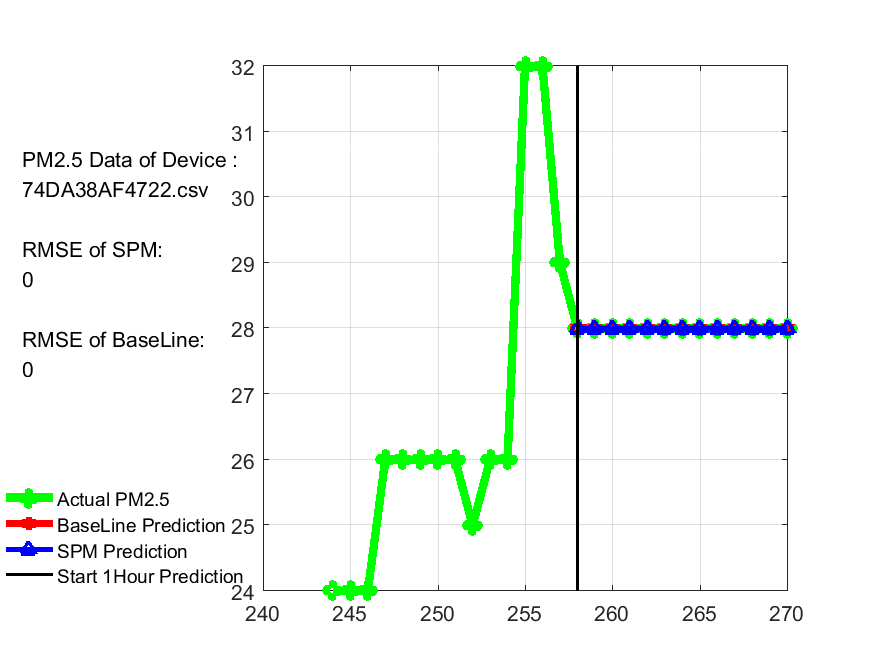 PM2.5 Data of Device :
74DA38AF4722.csv
RMSE of SPM:
0
RMSE of BaseLine:
0
Actual PM2.5
BaseLine Prediction
SPM Prediction
Start 1Hour Prediction
32
31
30
29
28
27
26
25
24
240 245 250 255 260 265 270